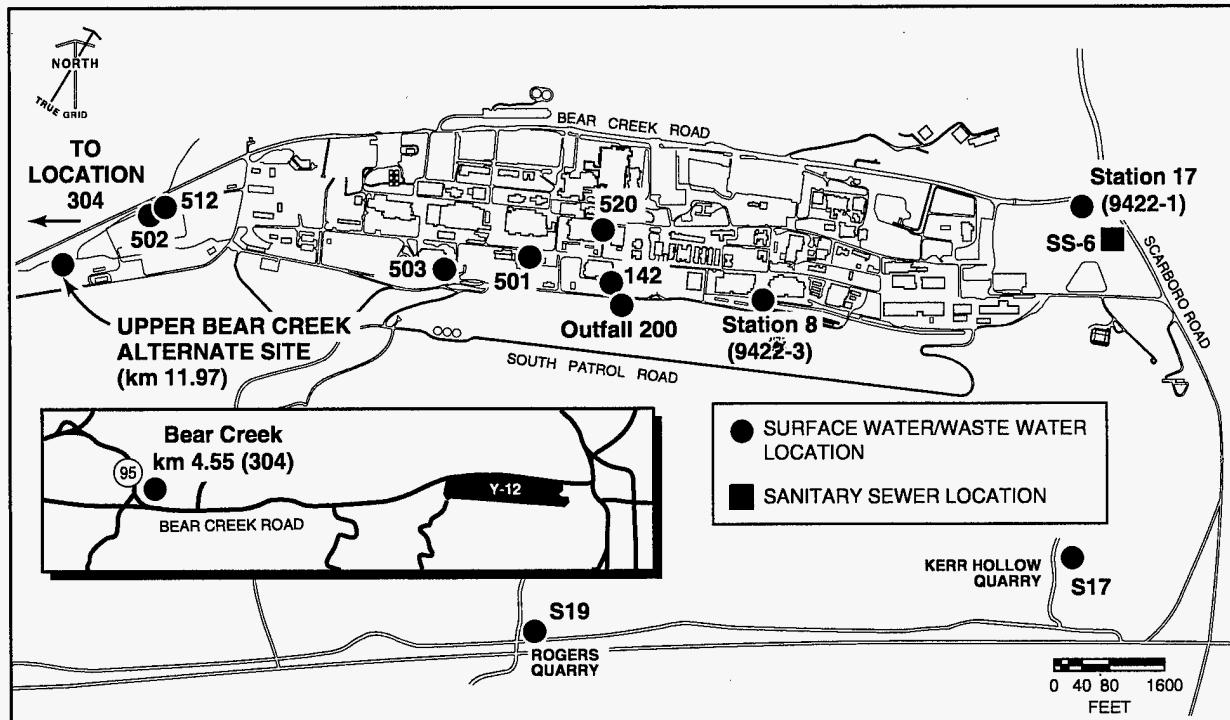 NORTH
TRUE GRID
BEAR CREEK ROAD
TO
LOCATION
304
512
502
520
Station 17
(9422-1)
SS-6
SCARBORO ROAD
503
501
142
Outfall 200
Station 8
(9422-3)
UPPER BEAR CREEK
ALTERNATE SITE
(km 11.97)
SOUTH PATROL ROAD
Bear Creek
km 4.55 (304)
95
Y-12
BEAR CREEK ROAD
SURFACE WATER/WASTE WATER
LOCATION
SANITARY SEWER LOCATION
KERR HOLLOW
QUARRY
S17
S19
ROGERS
QUARRY
0 40 80 1600
FEET